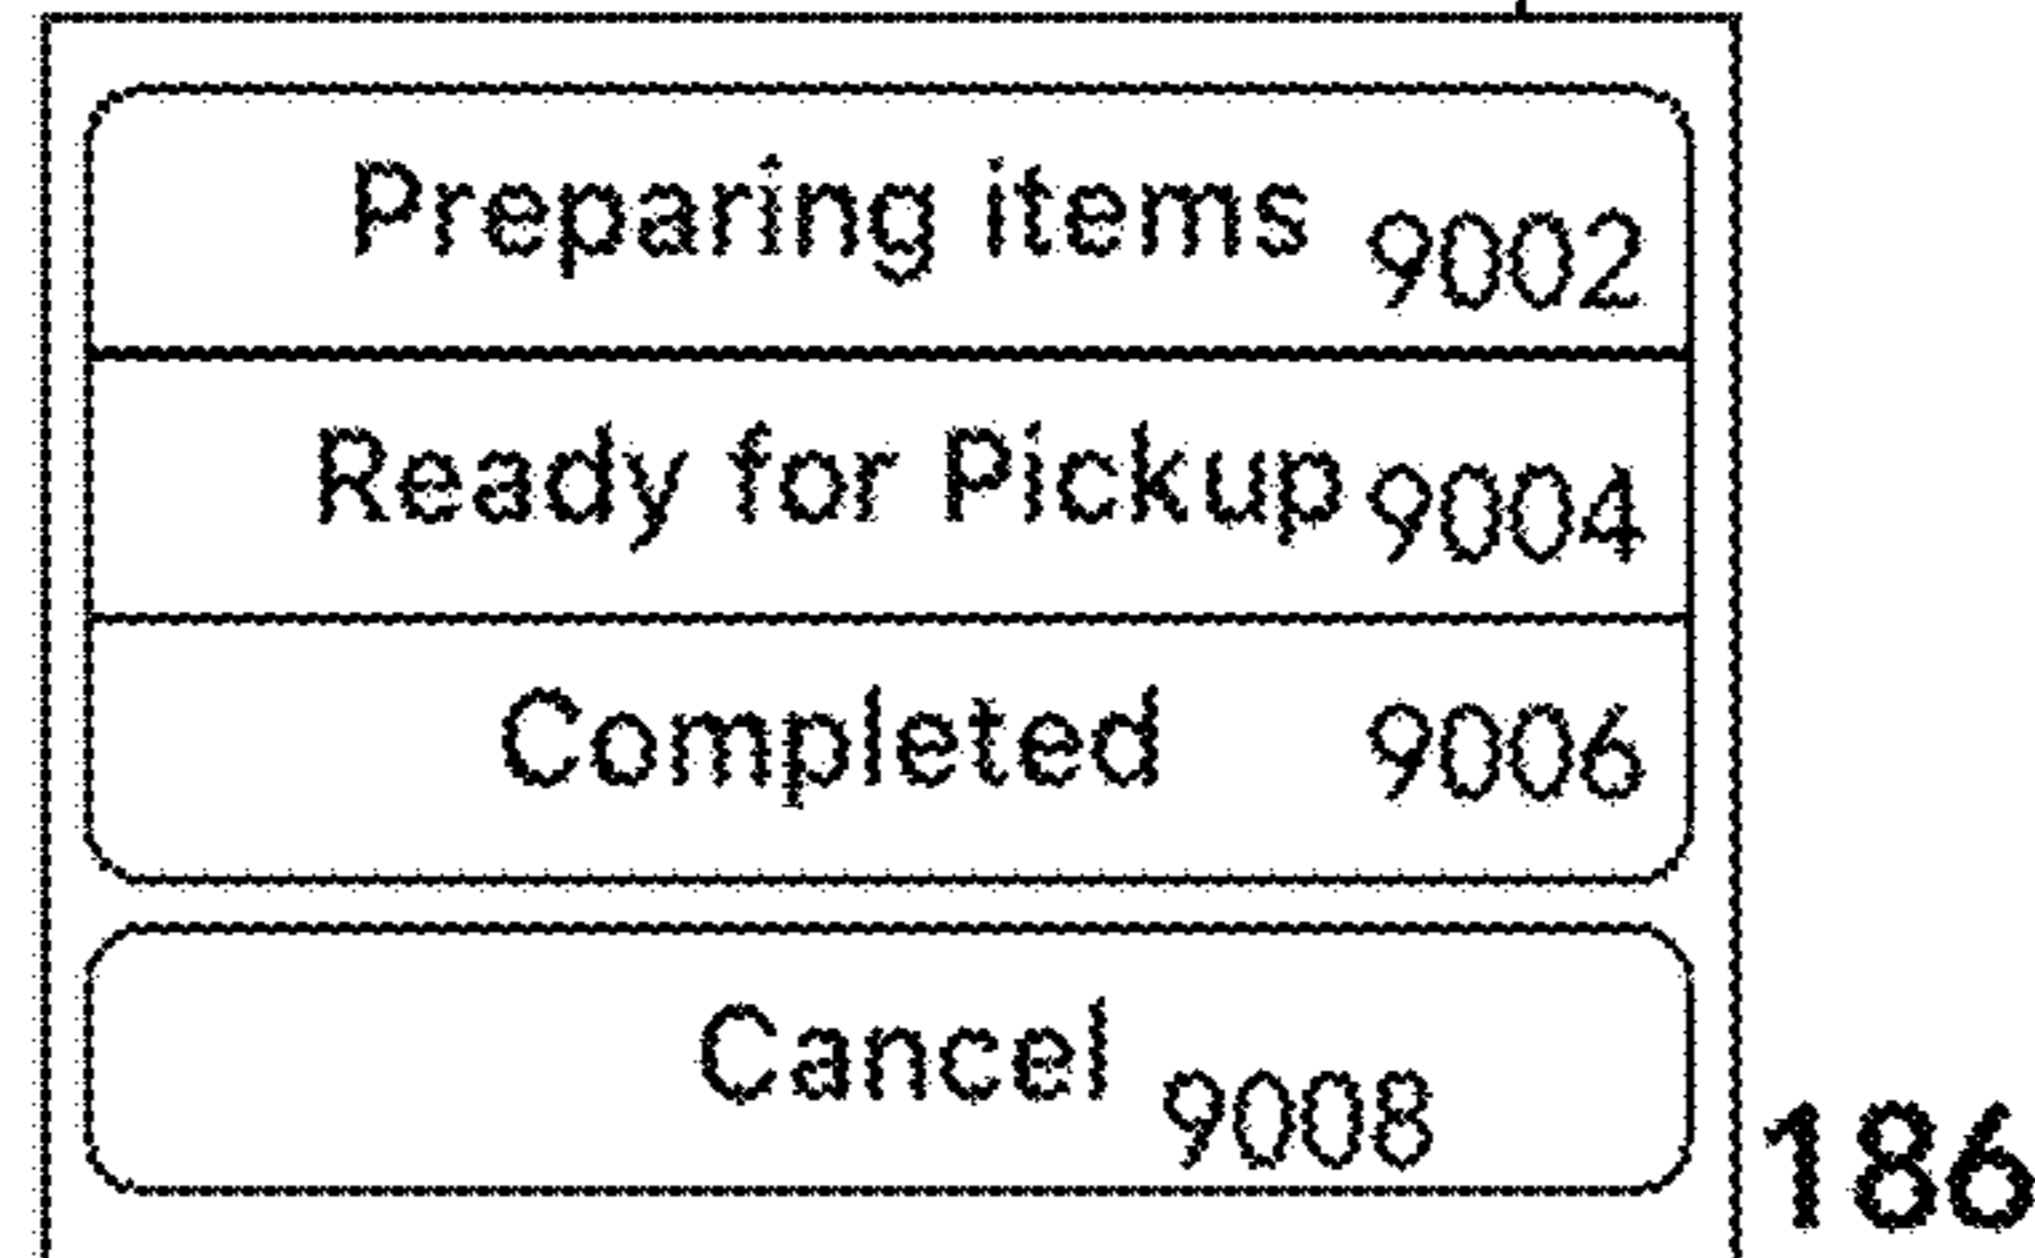 Preparing items 9002
Ready for Pickup 9004
Completed 9006
Cancel 9008
186